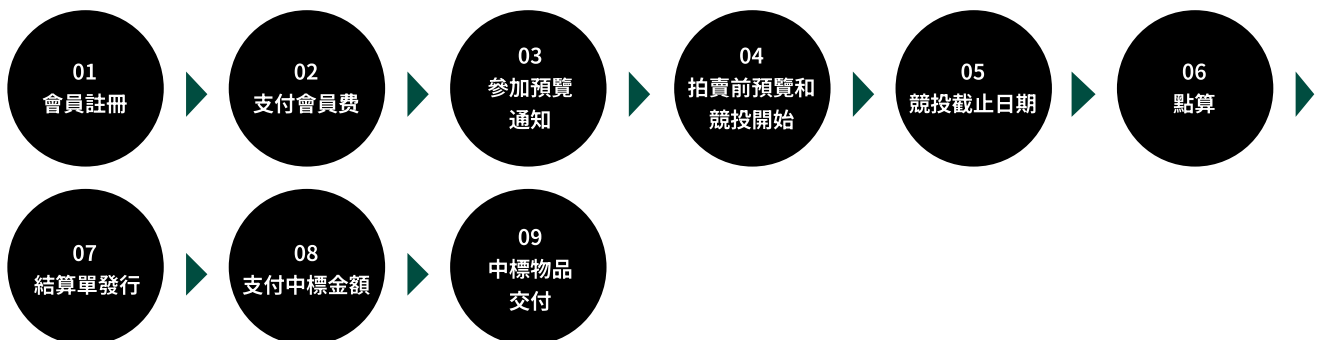 01
會員註冊
02
支付會員费
03
參加預覽
通知
04
拍賣前預覽和
競投開始
05
競投截止日期
06
點算
07
結算單發行
08
支付中標金額
09
中標物品
交付